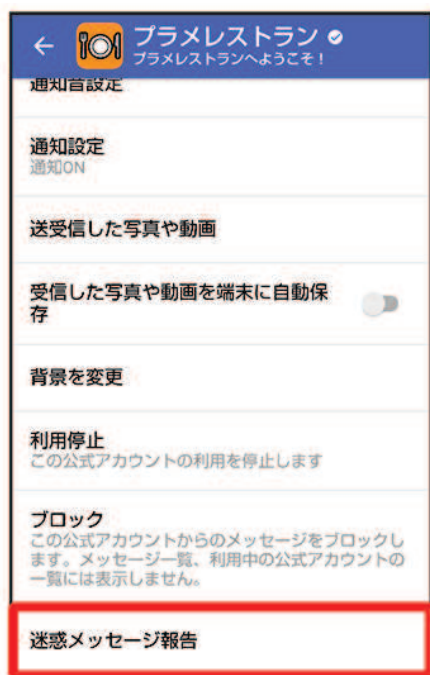 プラメレストラン
プラメレストランへようこそ！
通知音設定
通知設定
通知ON
送受信した写真や動画
受信した写真や動画を端末に自動保
存
背景を変更
利用停止
この公式アカウントの利用を停止します
ブロック
この公式アカウントからのメッセージをブロックし
ます。メッセージ一覧、利用中の公式アカウントの
一覧には表示しません。
迷惑メッセージ報告